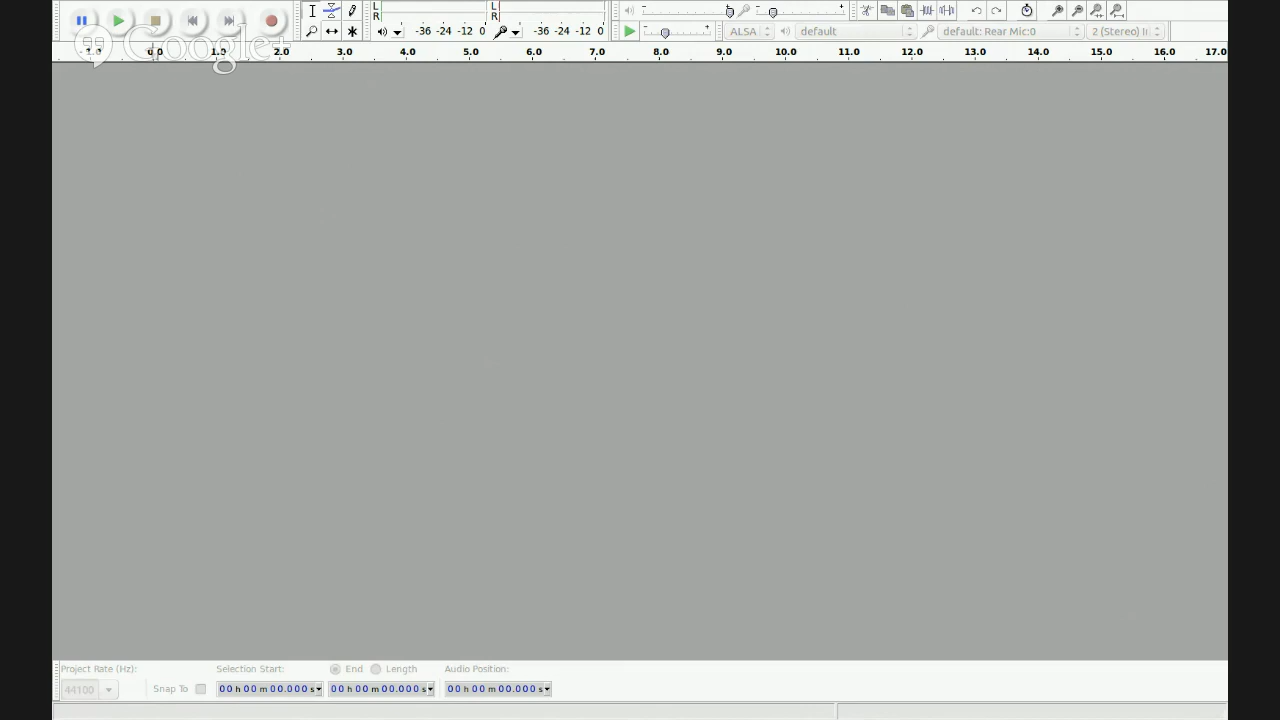 L
R
L
R
-36 -24 -12 0
-36 -24 -12 0
ALSA
default
default: Rear Mic:0
Google+
1.0 0.0 1.0 2.0 3.0 4.0 5.0 6.0 7.0 8.0 9.0 10.0 11.0 12.0 13.0 14.0 15.0 16.0 17.0
Project Rate (Hz):
Selection Start:
End
Length
Audio Position:
44100
Snap To
00 h 00 m 00.000 s
00 h 00 m 00.000 s
00 h 00 m 00.000 s
2 (Stereo) I